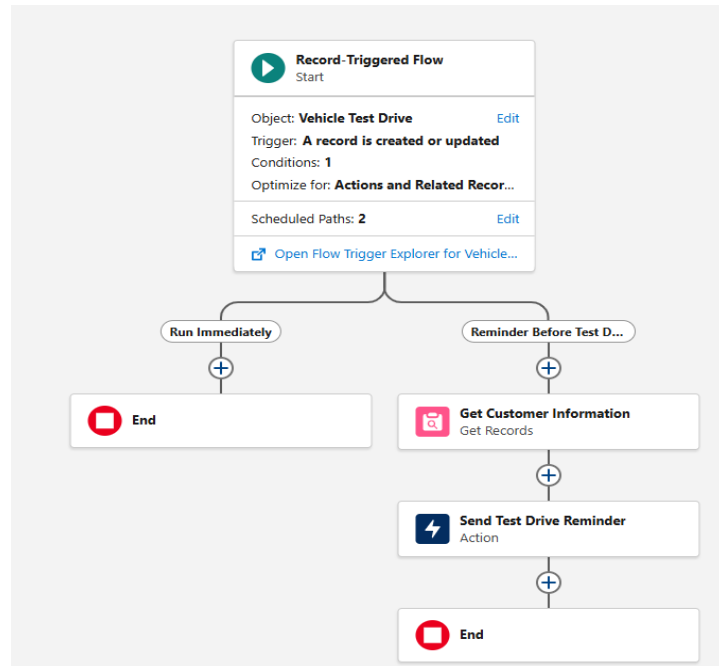 Record-Triggered Flow
Start
Object: Vehicle Test Drive Edit
Trigger: A record is created or updated
Conditions: 1
Optimize for: Actions and Related Recor...
Scheduled Paths: 2 Edit
Open Flow Trigger Explorer for Vehicle...
Run Immediately
Reminder Before Test D...
End
Get Customer Information
Get Records
Send Test Drive Reminder
Action
End